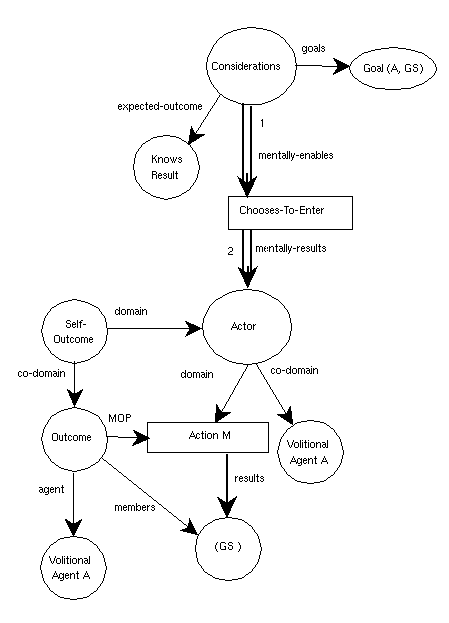 goals
Considerations
Goal (A, GS)
expected-outcome
1
Knows
Result
mentally-enables
Chooses-To-Enter
2
mentally-results
domain
Self-
Outcome
Actor
co-domain
domain
co-domain
MOP
Outcome
Action M
Volitional
Agent A
agent
members
results
(GS )
Volitional
Agent A